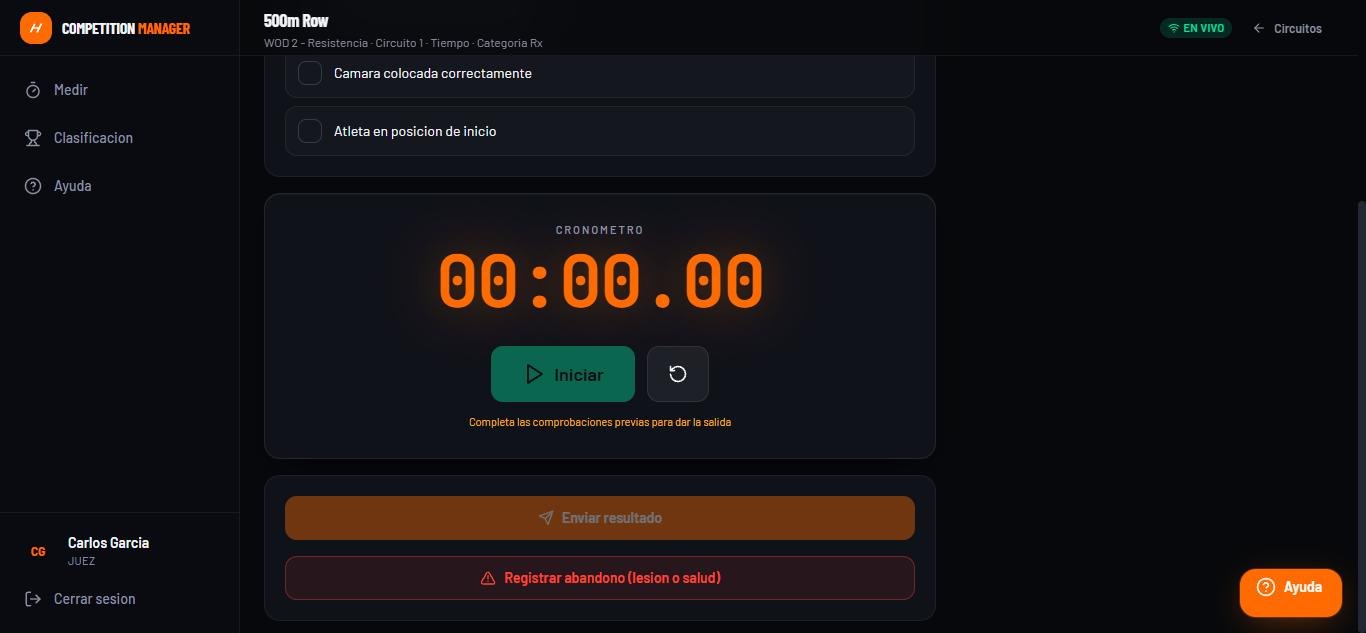 COMPETITION MANAGER
500m Row
WOD 2 - Resistencia · Circuito 1 · Tiempo · Categoria Rx
EN VIVO
Circuitos
Medir
Clasificacion
Ayuda
Camara colocada correctamente
Atleta en posicion de inicio
CRONOMETRO
00:00.00
Iniciar
Completa las comprobaciones previas para dar la salida
Enviar resultado
Registrar abandono (lesion o salud)
CG
Carlos Garcia
JUEZ
Cerrar sesion
Ayuda